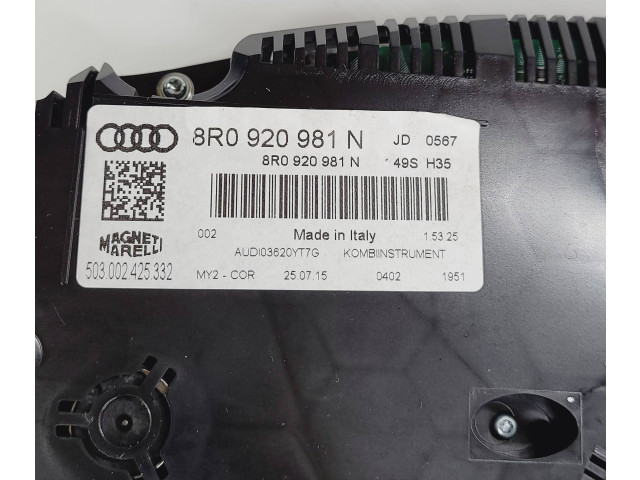 8R0 920 981 N JD 0567
8R0 920 981 N 49S H35
002 Made in Italy 1.53.25
MAGNETI MARELLI
AUDI03620YT7G KOMBIINSTRUMENT
503.002.425.332 MY2 - COR 25.07.15 0402 1951